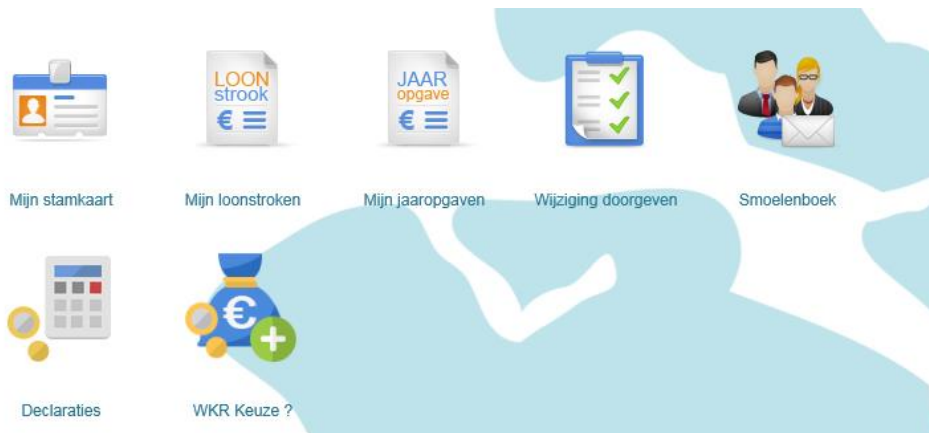 LOON
strook
€
JAAR
opgave
€
Mijn stamkaart
Mijn loonstroken
Mijn jaaropgaven
Wijziging doorgeven
Smoelenboek
€
Declaraties
WKR Keuze ?